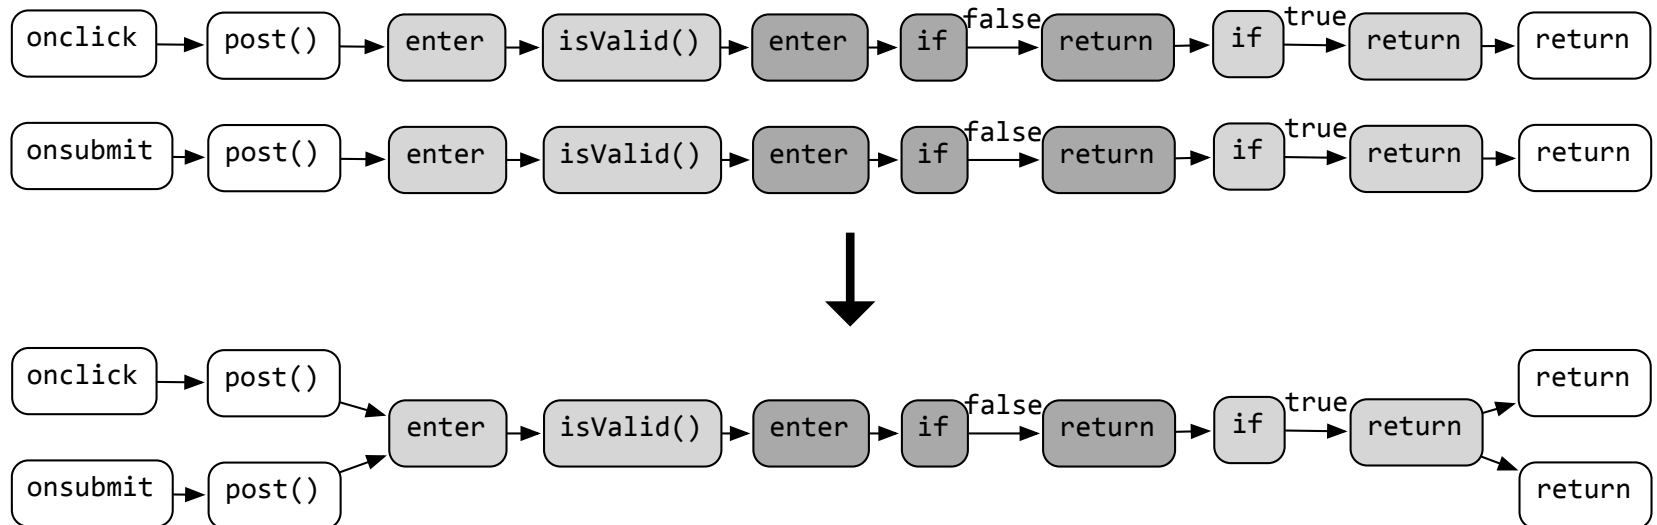 onclick post() enter isValid() enter if false return if true return return
onsubmit post() enter isValid() enter if false return if true return return
onclick post() return
enter isValid() enter if false return if true return
onsubmit post() return